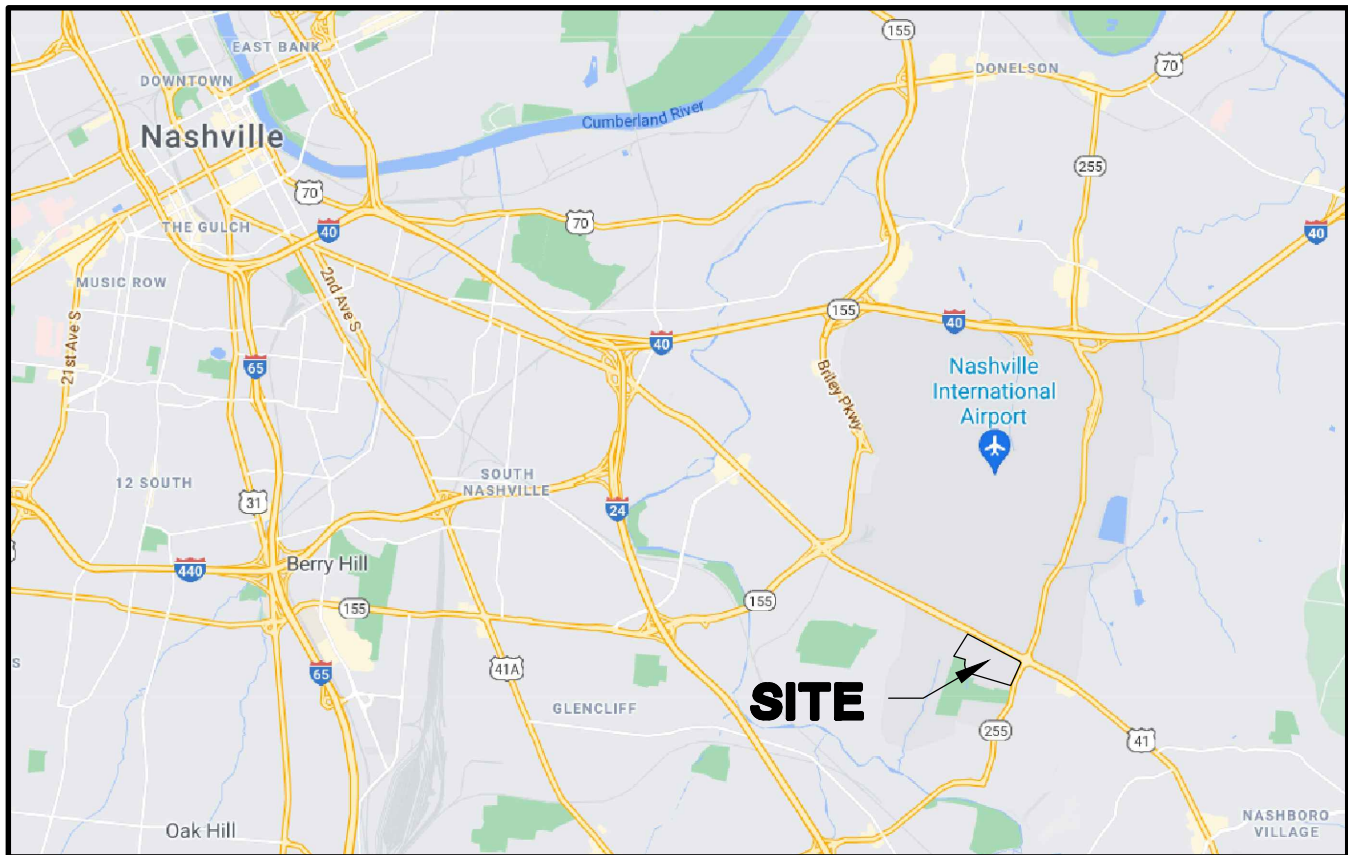 EAST BANK
155
DOWNTOWN
DONELSON
70
Cumberland River
Nashville
255
70
70
THE GULCH
40
40
MUSIC ROW
2nd Ave S
21st Ave S
155
40
40
65
Briley Pkwy
Nashville
International
Airport
12 SOUTH
SOUTH
NASHVILLE
31
24
440
Berry Hill
155
155
S
65
41A
SITE
GLENCLIFF
255
41
Oak Hill
NASHBORO
VILLAGE